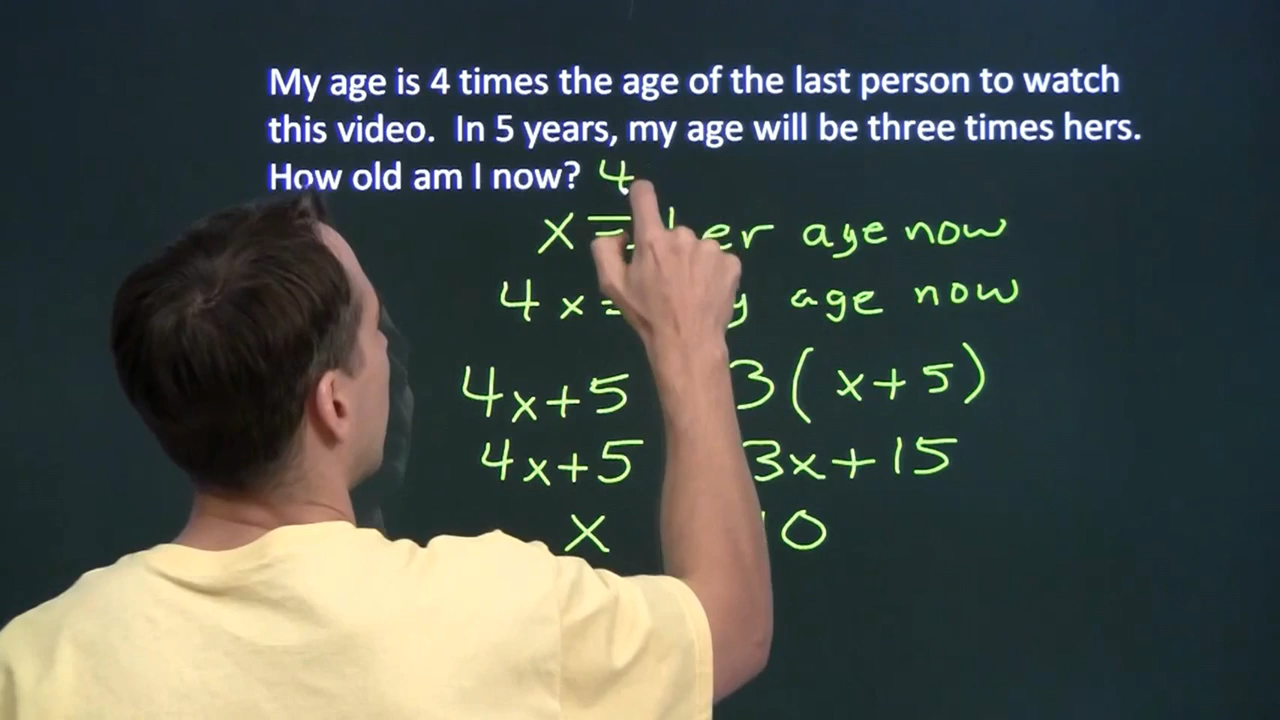 My age is 4 times the age of the last person to watch
this video. In 5 years, my age will be three times hers.
How old am I now? 4
x = her age now
4x = age now
4x+5 3(x+5)
4x+5 3x+15
x 10